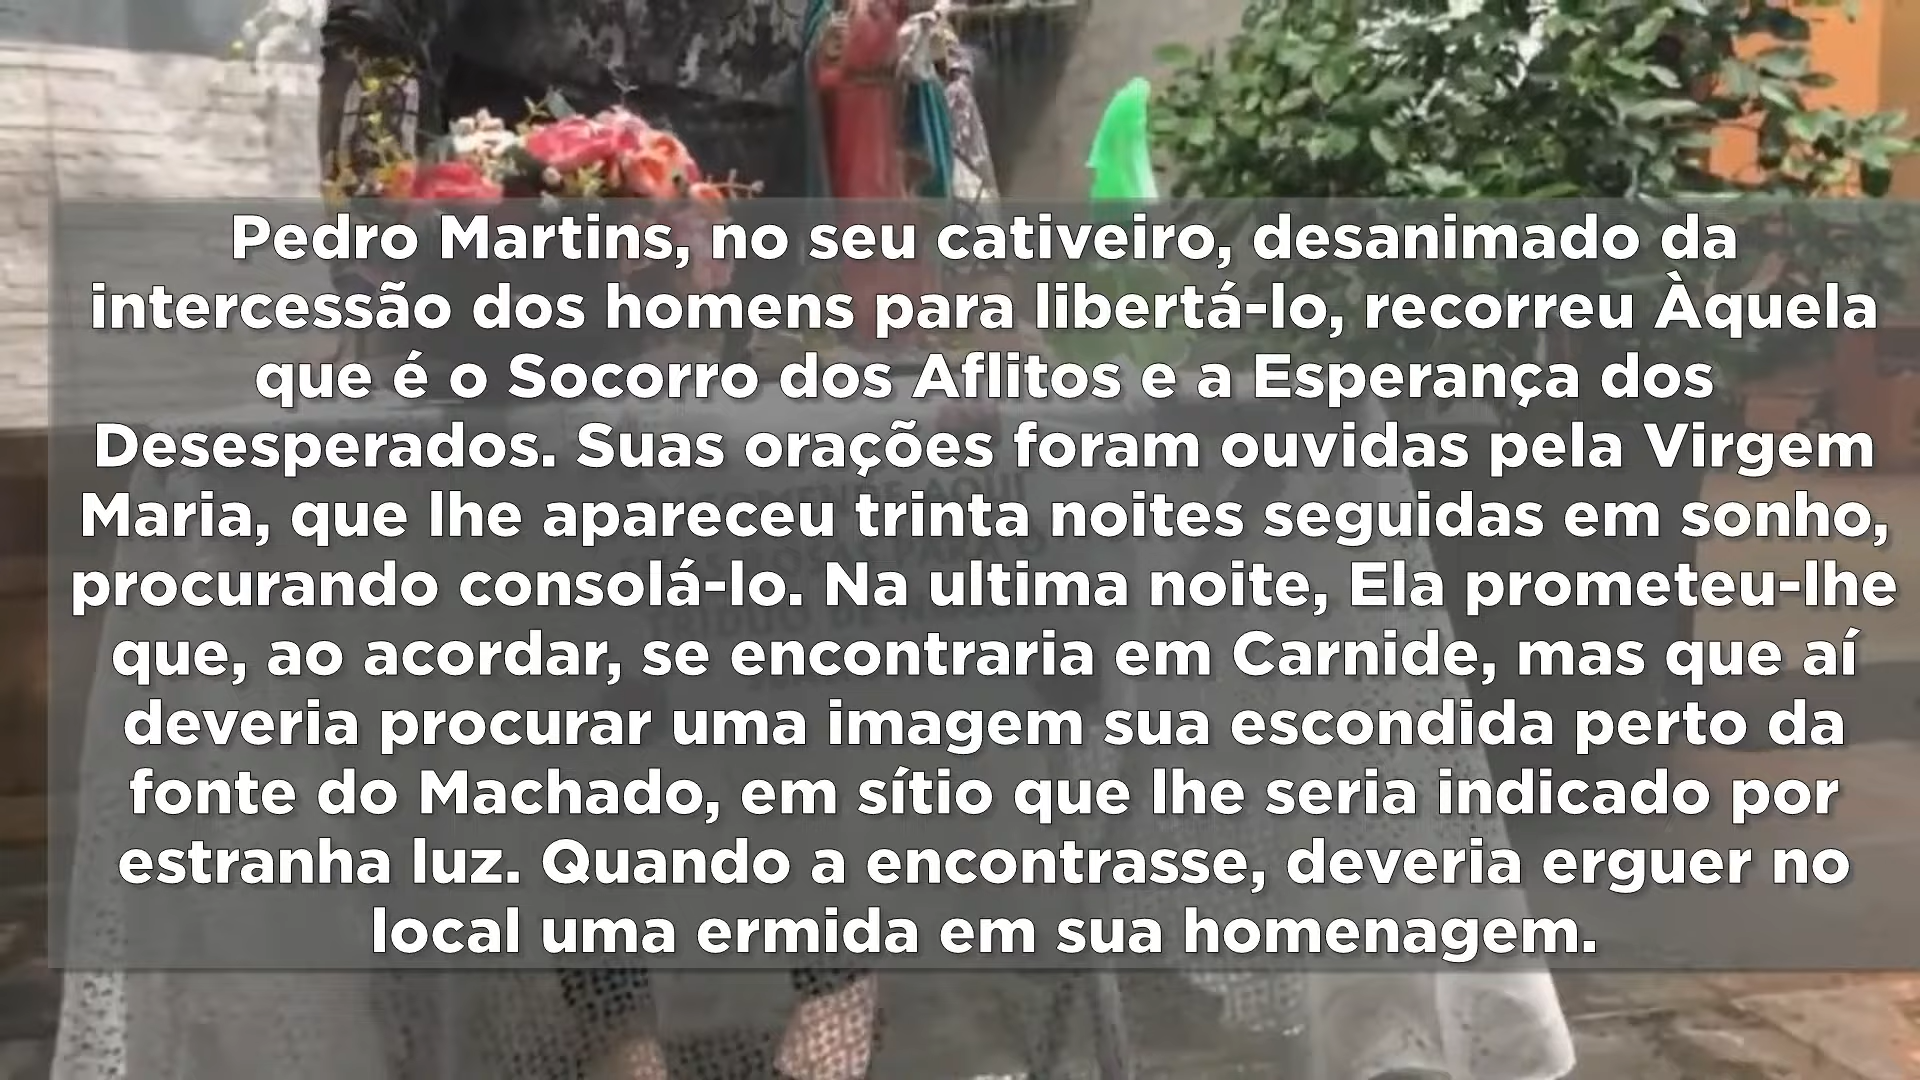 Pedro Martins, no seu cativeiro, desanimado da
intercessão dos homens para libertá-lo, recorreu Àquela
que é o Socorro dos Aflitos e a Esperança dos
Desesperados. Suas orações foram ouvidas pela Virgem
Maria, que lhe apareceu trinta noites seguidas em sonho,
procurando consolá-lo. Na ultima noite, Ela prometeu-lhe
que, ao acordar, se encontraria em Carnide, mas que aí
deveria procurar uma imagem sua escondida perto da
fonte do Machado, em sítio que lhe seria indicado por
estranha luz. Quando a encontrasse, deveria erguer no
local uma ermida em sua homenagem.